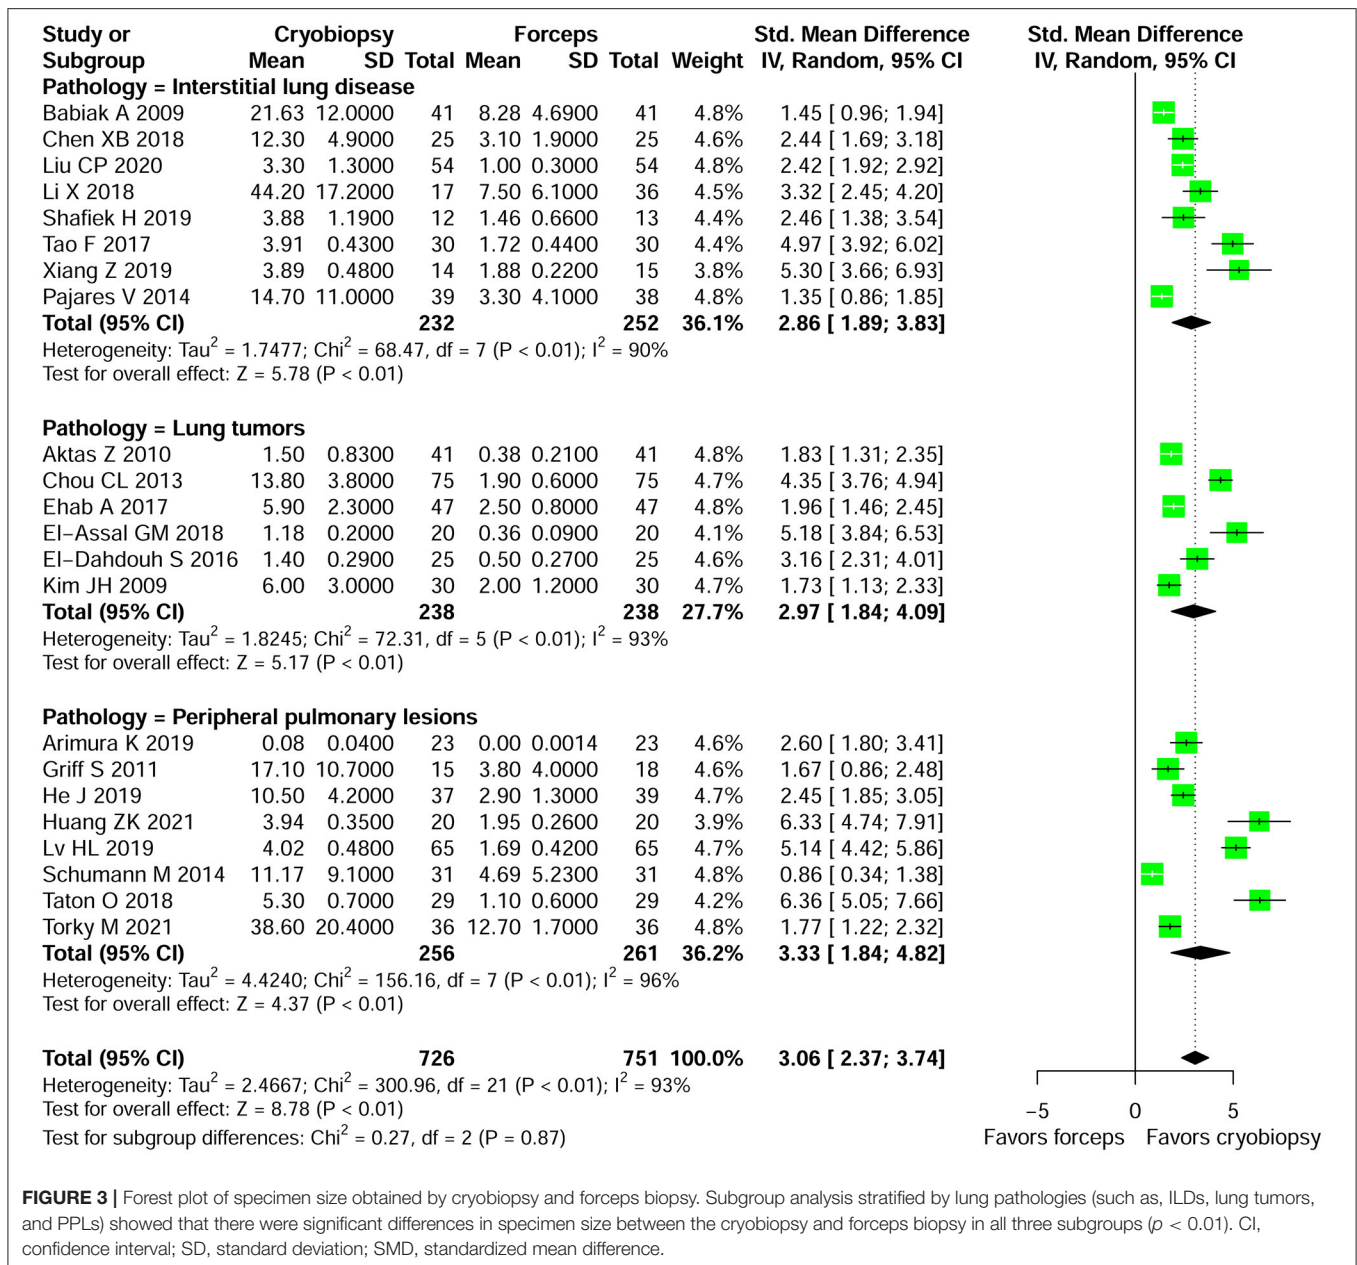 Study or Cryobiopsy Forceps Std. Mean Difference Std. Mean Difference
Subgroup Mean SD Total Mean SD Total Weight IV, Random, 95% CI IV, Random, 95% CI
Pathology = Interstitial lung disease
Babiak A 2009 21.63 12.0000 41 8.28 4.6900 41 4.8% 1.45 [ 0.96; 1.94]
Chen XB 2018 12.30 4.9000 25 3.10 1.9000 25 4.6% 2.44 [ 1.69; 3.18]
Liu CP 2020 3.30 1.3000 54 1.00 0.3000 54 4.8% 2.42 [ 1.92; 2.92]
Li X 2018 44.20 17.2000 17 7.50 6.1000 36 4.5% 3.32 [ 2.45; 4.20]
Shafiek H 2019 3.88 1.1900 12 1.46 0.6600 13 4.4% 2.46 [ 1.38; 3.54]
Tao F 2017 3.91 0.4300 30 1.72 0.4400 30 4.4% 4.97 [ 3.92; 6.02]
Xiang Z 2019 3.89 0.4800 14 1.88 0.2200 15 3.8% 5.30 [ 3.66; 6.93]
Pajares V 2014 14.70 11.0000 39 3.30 4.1000 38 4.8% 1.35 [ 0.86; 1.85]
Total (95% CI) 232 252 36.1% 2.86 [ 1.89; 3.83]
Heterogeneity: Tau² = 1.7477; Chi² = 68.47, df = 7 (P < 0.01); I² = 90%
Test for overall effect: Z = 5.78 (P < 0.01)
Pathology = Lung tumors
Aktas Z 2010 1.50 0.8300 41 0.38 0.2100 41 4.8% 1.83 [ 1.31; 2.35]
Chou CL 2013 13.80 3.8000 75 1.90 0.6000 75 4.7% 4.35 [ 3.76; 4.94]
Ehab A 2017 5.90 2.3000 47 2.50 0.8000 47 4.8% 1.96 [ 1.46; 2.45]
El−Assal GM 2018 1.18 0.2000 20 0.36 0.0900 20 4.1% 5.18 [ 3.84; 6.53]
El−Dahdouh S 2016 1.40 0.2900 25 0.50 0.2700 25 4.6% 3.16 [ 2.31; 4.01]
Kim JH 2009 6.00 3.0000 30 2.00 1.2000 30 4.7% 1.73 [ 1.13; 2.33]
Total (95% CI) 238 238 27.7% 2.97 [ 1.84; 4.09]
Heterogeneity: Tau² = 1.8245; Chi² = 72.31, df = 5 (P < 0.01); I² = 93%
Test for overall effect: Z = 5.17 (P < 0.01)
Pathology = Peripheral pulmonary lesions
Arimura K 2019 0.08 0.0400 23 0.00 0.0014 23 4.6% 2.60 [ 1.80; 3.41]
Griff S 2011 17.10 10.7000 15 3.80 4.0000 18 4.6% 1.67 [ 0.86; 2.48]
He J 2019 10.50 4.2000 37 2.90 1.3000 39 4.7% 2.45 [ 1.85; 3.05]
Huang ZK 2021 3.94 0.3500 20 1.95 0.2600 20 3.9% 6.33 [ 4.74; 7.91]
Lv HL 2019 4.02 0.4800 65 1.69 0.4200 65 4.7% 5.14 [ 4.42; 5.86]
Schumann M 2014 11.17 9.1000 31 4.69 5.2300 31 4.8% 0.86 [ 0.34; 1.38]
Taton O 2018 5.30 0.7000 29 1.10 0.6000 29 4.2% 6.36 [ 5.05; 7.66]
Torky M 2021 38.60 20.4000 36 12.70 1.7000 36 4.8% 1.77 [ 1.22; 2.32]
Total (95% CI) 256 261 36.2% 3.33 [ 1.84; 4.82]
Heterogeneity: Tau² = 4.4240; Chi² = 156.16, df = 7 (P < 0.01); I² = 96%
Test for overall effect: Z = 4.37 (P < 0.01)
Total (95% CI) 726 751 100.0% 3.06 [ 2.37; 3.74]
Heterogeneity: Tau² = 2.4667; Chi² = 300.96, df = 21 (P < 0.01); I² = 93%
Test for overall effect: Z = 8.78 (P < 0.01)
Test for subgroup differences: Chi² = 0.27, df = 2 (P = 0.87)
−5 0 5
Favors forceps Favors cryobiopsy
FIGURE 3 | Forest plot of specimen size obtained by cryobiopsy and forceps biopsy. Subgroup analysis stratified by lung pathologies (such as, ILDs, lung tumors,
and PPLs) showed that there were significant differences in specimen size between the cryobiopsy and forceps biopsy in all three subgroups (p < 0.01). CI,
confidence interval; SD, standard deviation; SMD, standardized mean difference.